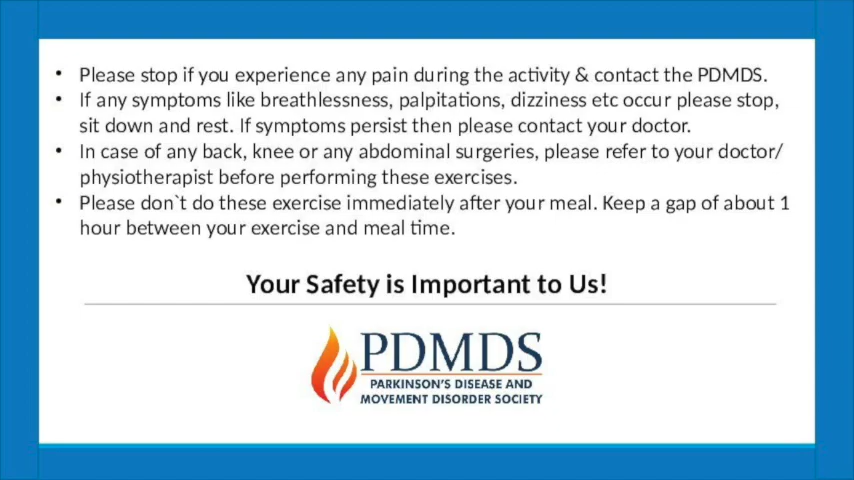 • Please stop if you experience any pain during the activity & contact the PDMDS.
• If any symptoms like breathlessness, palpitations, dizziness etc occur please stop,
sit down and rest. If symptoms persist then please contact your doctor.
• In case of any back, knee or any abdominal surgeries, please refer to your doctor/
physiotherapist before performing these exercises.
• Please don`t do these exercise immediately after your meal. Keep a gap of about 1
hour between your exercise and meal time.
Your Safety is Important to Us!
PDMDS
PARKINSON'S DISEASE AND
MOVEMENT DISORDER SOCIETY